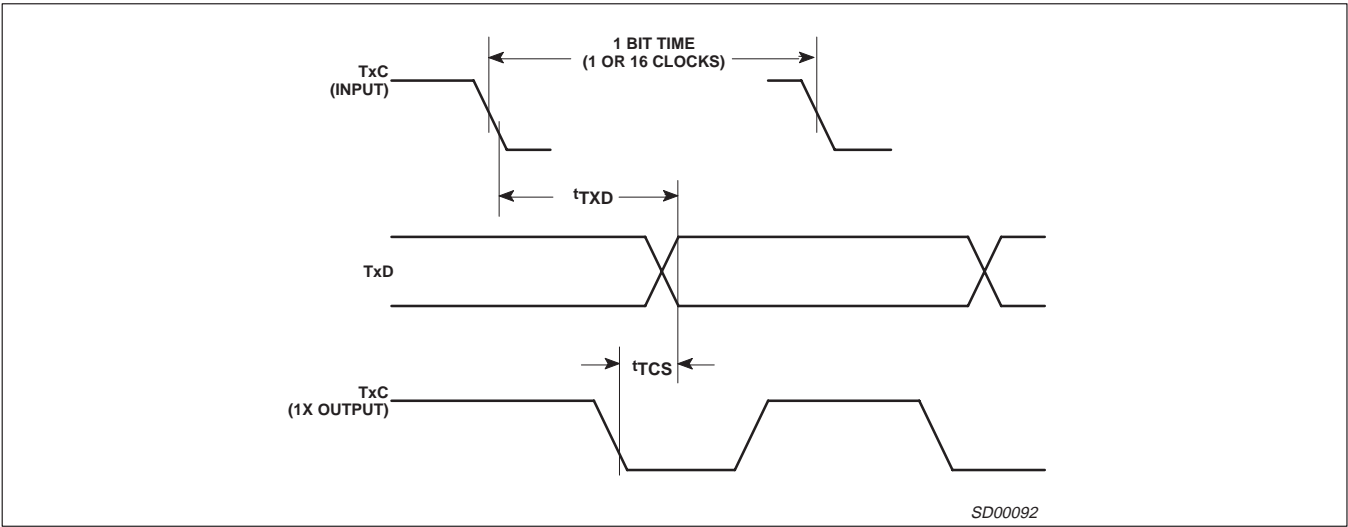 1 BIT TIME
(1 OR 16 CLOCKS)
TxC
(INPUT)
tTXD
TxD
tTCS
TxC
(1X OUTPUT)
SD00092